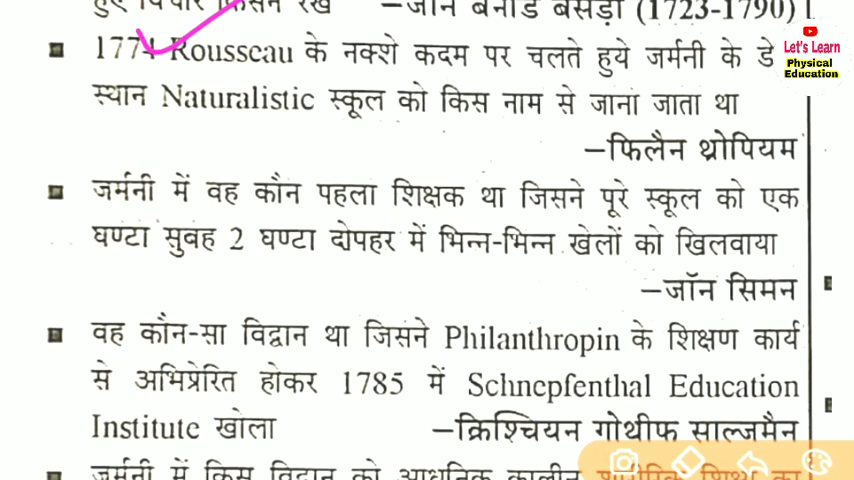 हुए विचार किसने रखे –जॉन बर्नार्ड बेसडो (1723-1790)
1774 Rousseau के नक्शे कदम पर चलते हुये जर्मनी के डे
स्थान Naturalistic स्कूल को किस नाम से जाना जाता था
–फिलैन थ्रोपियम
जर्मनी में वह कौन पहला शिक्षक था जिसने पूरे स्कूल को एक
घण्टा सुबह 2 घण्टा दोपहर में भिन्न-भिन्न खेलों को खिलवाया
–जॉन सिमन
वह कौन-सा विद्वान था जिसने Philanthropin के शिक्षण कार्य
से अभिप्रेरित होकर 1785 में Schnepfenthal Education
Institute खोला –क्रिश्चियन गोथीफ साल्जमैन
जर्मनी में किस विद्वान को आधुनिक कालीन शारीरिक शिक्षा का
Let's Learn
Physical
Education